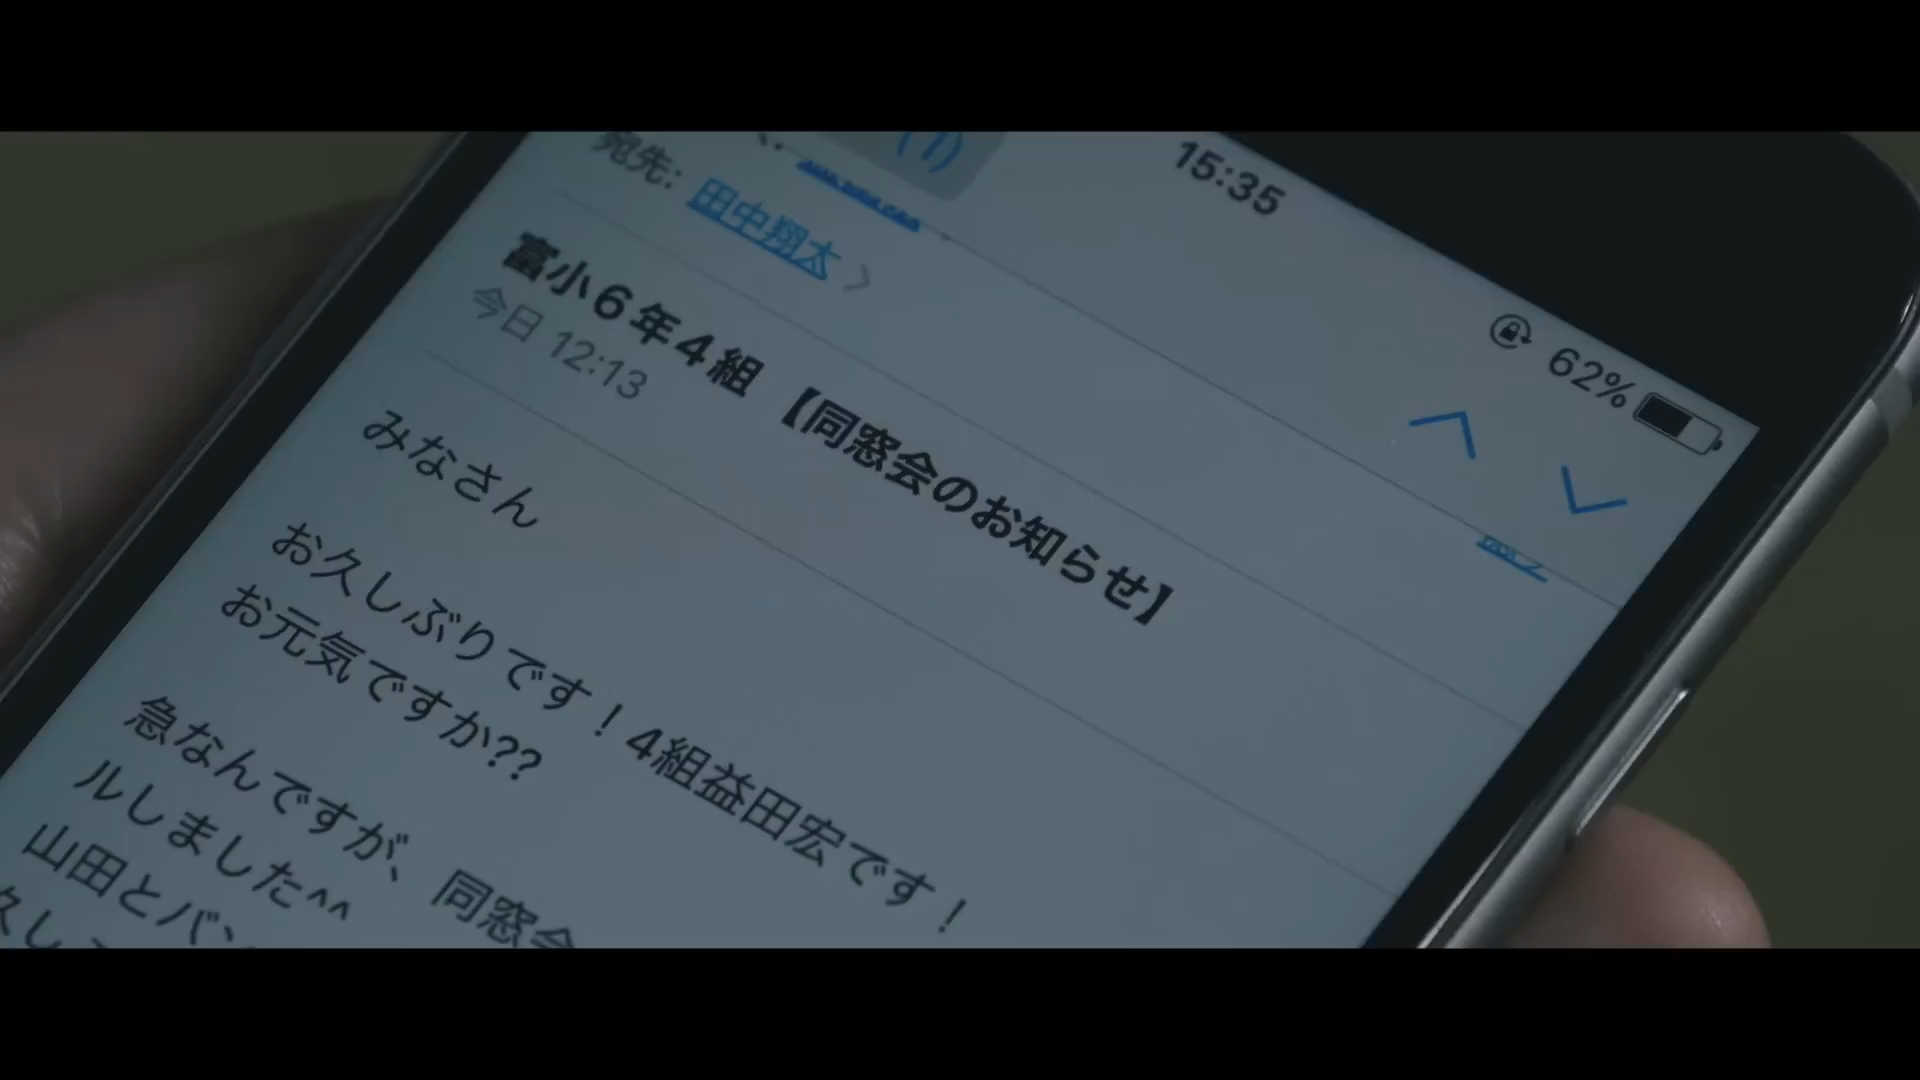 15:35
62%
宛先: 田中翔太
富小６年４組 【同窓会のお知らせ】
今日 12:13
みなさん
お久しぶりです！4組益田宏です！
お元気ですか??
急なんですが、同窓会
ルしました^^
山田とバン
久し